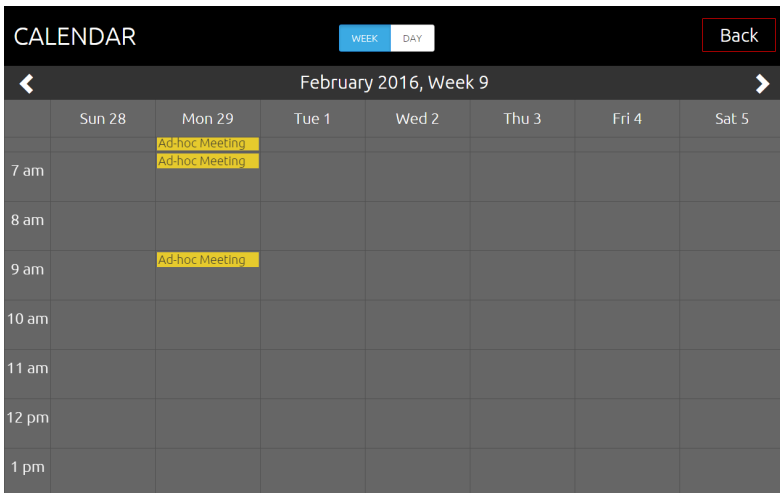 CALENDAR WEEK DAY Back
February 2016, Week 9
Sun 28 Mon 29 Tue 1 Wed 2 Thu 3 Fri 4 Sat 5
Ad-hoc Meeting
Ad-hoc Meeting
7 am
8 am
Ad-hoc Meeting
9 am
10 am
11 am
12 pm
1 pm